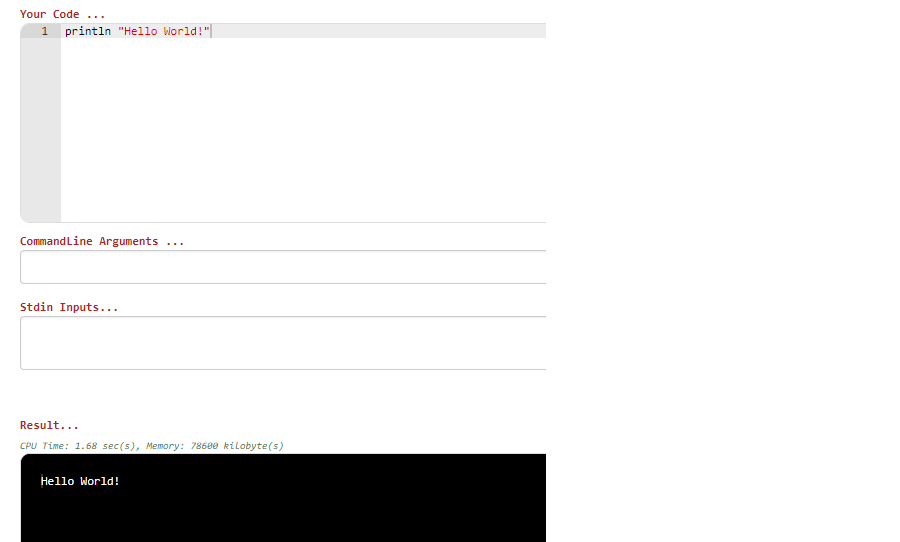 Your Code ...
1 println "Hello World!"
CommandLine Arguments ...
Stdin Inputs...
Result...
CPU Time: 1.68 sec(s), Memory: 78600 kilobyte(s)
Hello World!